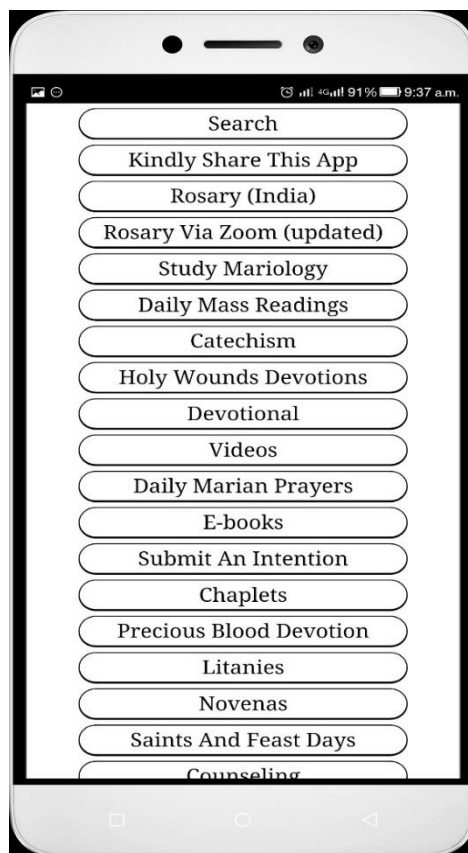 4G 91% 9:37 a.m.
Search
Kindly Share This App
Rosary (India)
Rosary Via Zoom (updated)
Study Mariology
Daily Mass Readings
Catechism
Holy Wounds Devotions
Devotional
Videos
Daily Marian Prayers
E-books
Submit An Intention
Chaplets
Precious Blood Devotion
Litanies
Novenas
Saints And Feast Days
Counseling